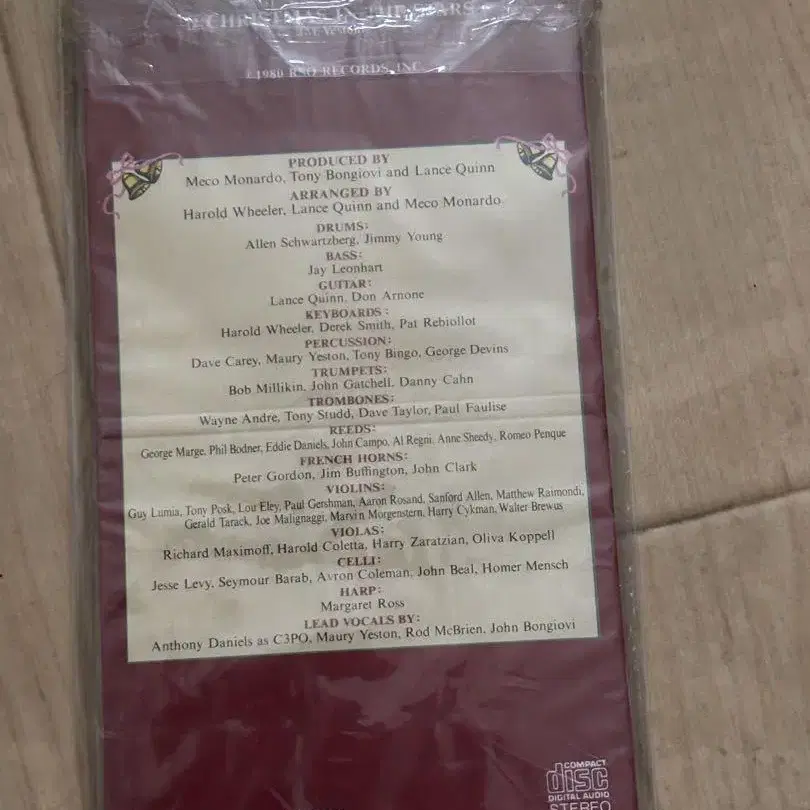 CHRISTMAS IN THE STARS
©1980 RSO RECORDS, INC.
PRODUCED BY
Meco Monardo, Tony Bongiovi and Lance Quinn
ARRANGED BY
Harold Wheeler, Lance Quinn and Meco Monardo
DRUMS:
Allen Schwartzberg, Jimmy Young
BASS:
Jay Leonhart
GUITAR:
Lance Quinn, Don Arnone
KEYBOARDS:
Harold Wheeler, Derek Smith, Pat Rebiollot
PERCUSSION:
Dave Carey, Maury Yeston, Tony Bingo, George Devins
TRUMPETS:
Bob Millikin, John Gatchell, Danny Cahn
TROMBONES:
Wayne Andre, Tony Studd, Dave Taylor, Paul Faulise
REEDS:
George Marge, Phil Bodner, Eddie Daniels, John Campo, Al Regni, Anne Sheedy, Romeo Penque
FRENCH HORNS:
Peter Gordon, Jim Buffington, John Clark
VIOLINS:
Guy Lumia, Tony Posk, Lou Eley, Paul Gershman, Aaron Rosand, Sanford Allen, Matthew Raimondi,
Gerald Tarack, Joe Malignaggi, Marvin Morgenstern, Harry Cykman, Walter Brewus
VIOLAS:
Richard Maximoff, Harold Coletta, Harry Zaratzian, Oliva Koppell
CELLI:
Jesse Levy, Seymour Barab, Avron Coleman, John Beal, Homer Mensch
HARP:
Margaret Ross
LEAD VOCALS BY:
Anthony Daniels as C3PO, Maury Yeston, Rod McBrien, John Bongiovi
COMPACT
disc
DIGITAL AUDIO
STEREO